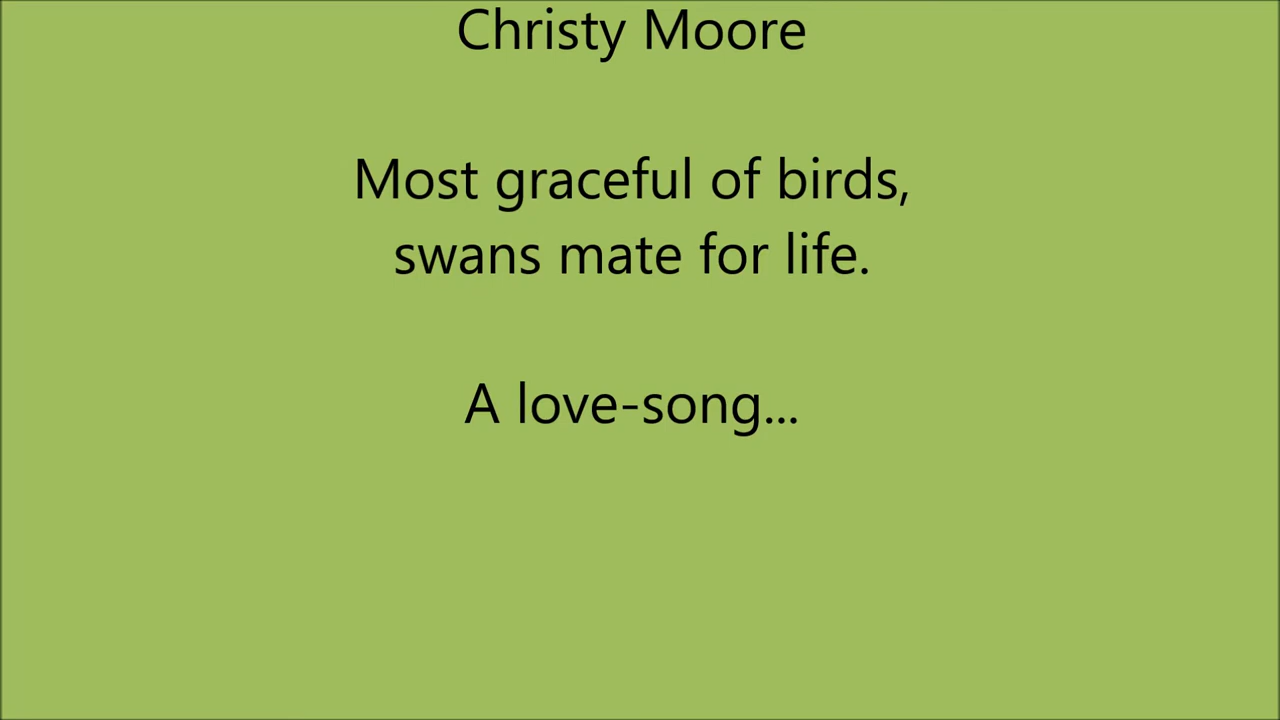 Christy Moore
Most graceful of birds,
swans mate for life.
A love-song...